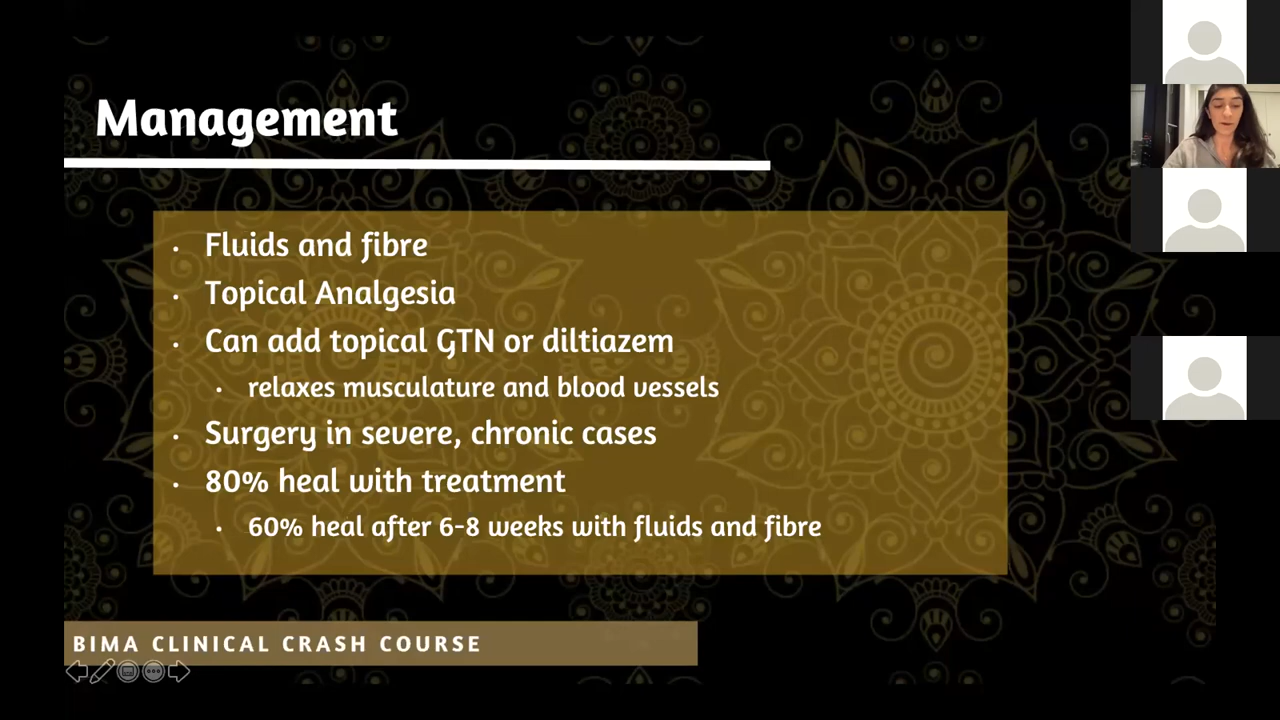 Management
• Fluids and fibre
• Topical Analgesia
• Can add topical GTN or diltiazem
• relaxes musculature and blood vessels
• Surgery in severe, chronic cases
• 80% heal with treatment
• 60% heal after 6-8 weeks with fluids and fibre
BIMA CLINICAL CRASH COURSE